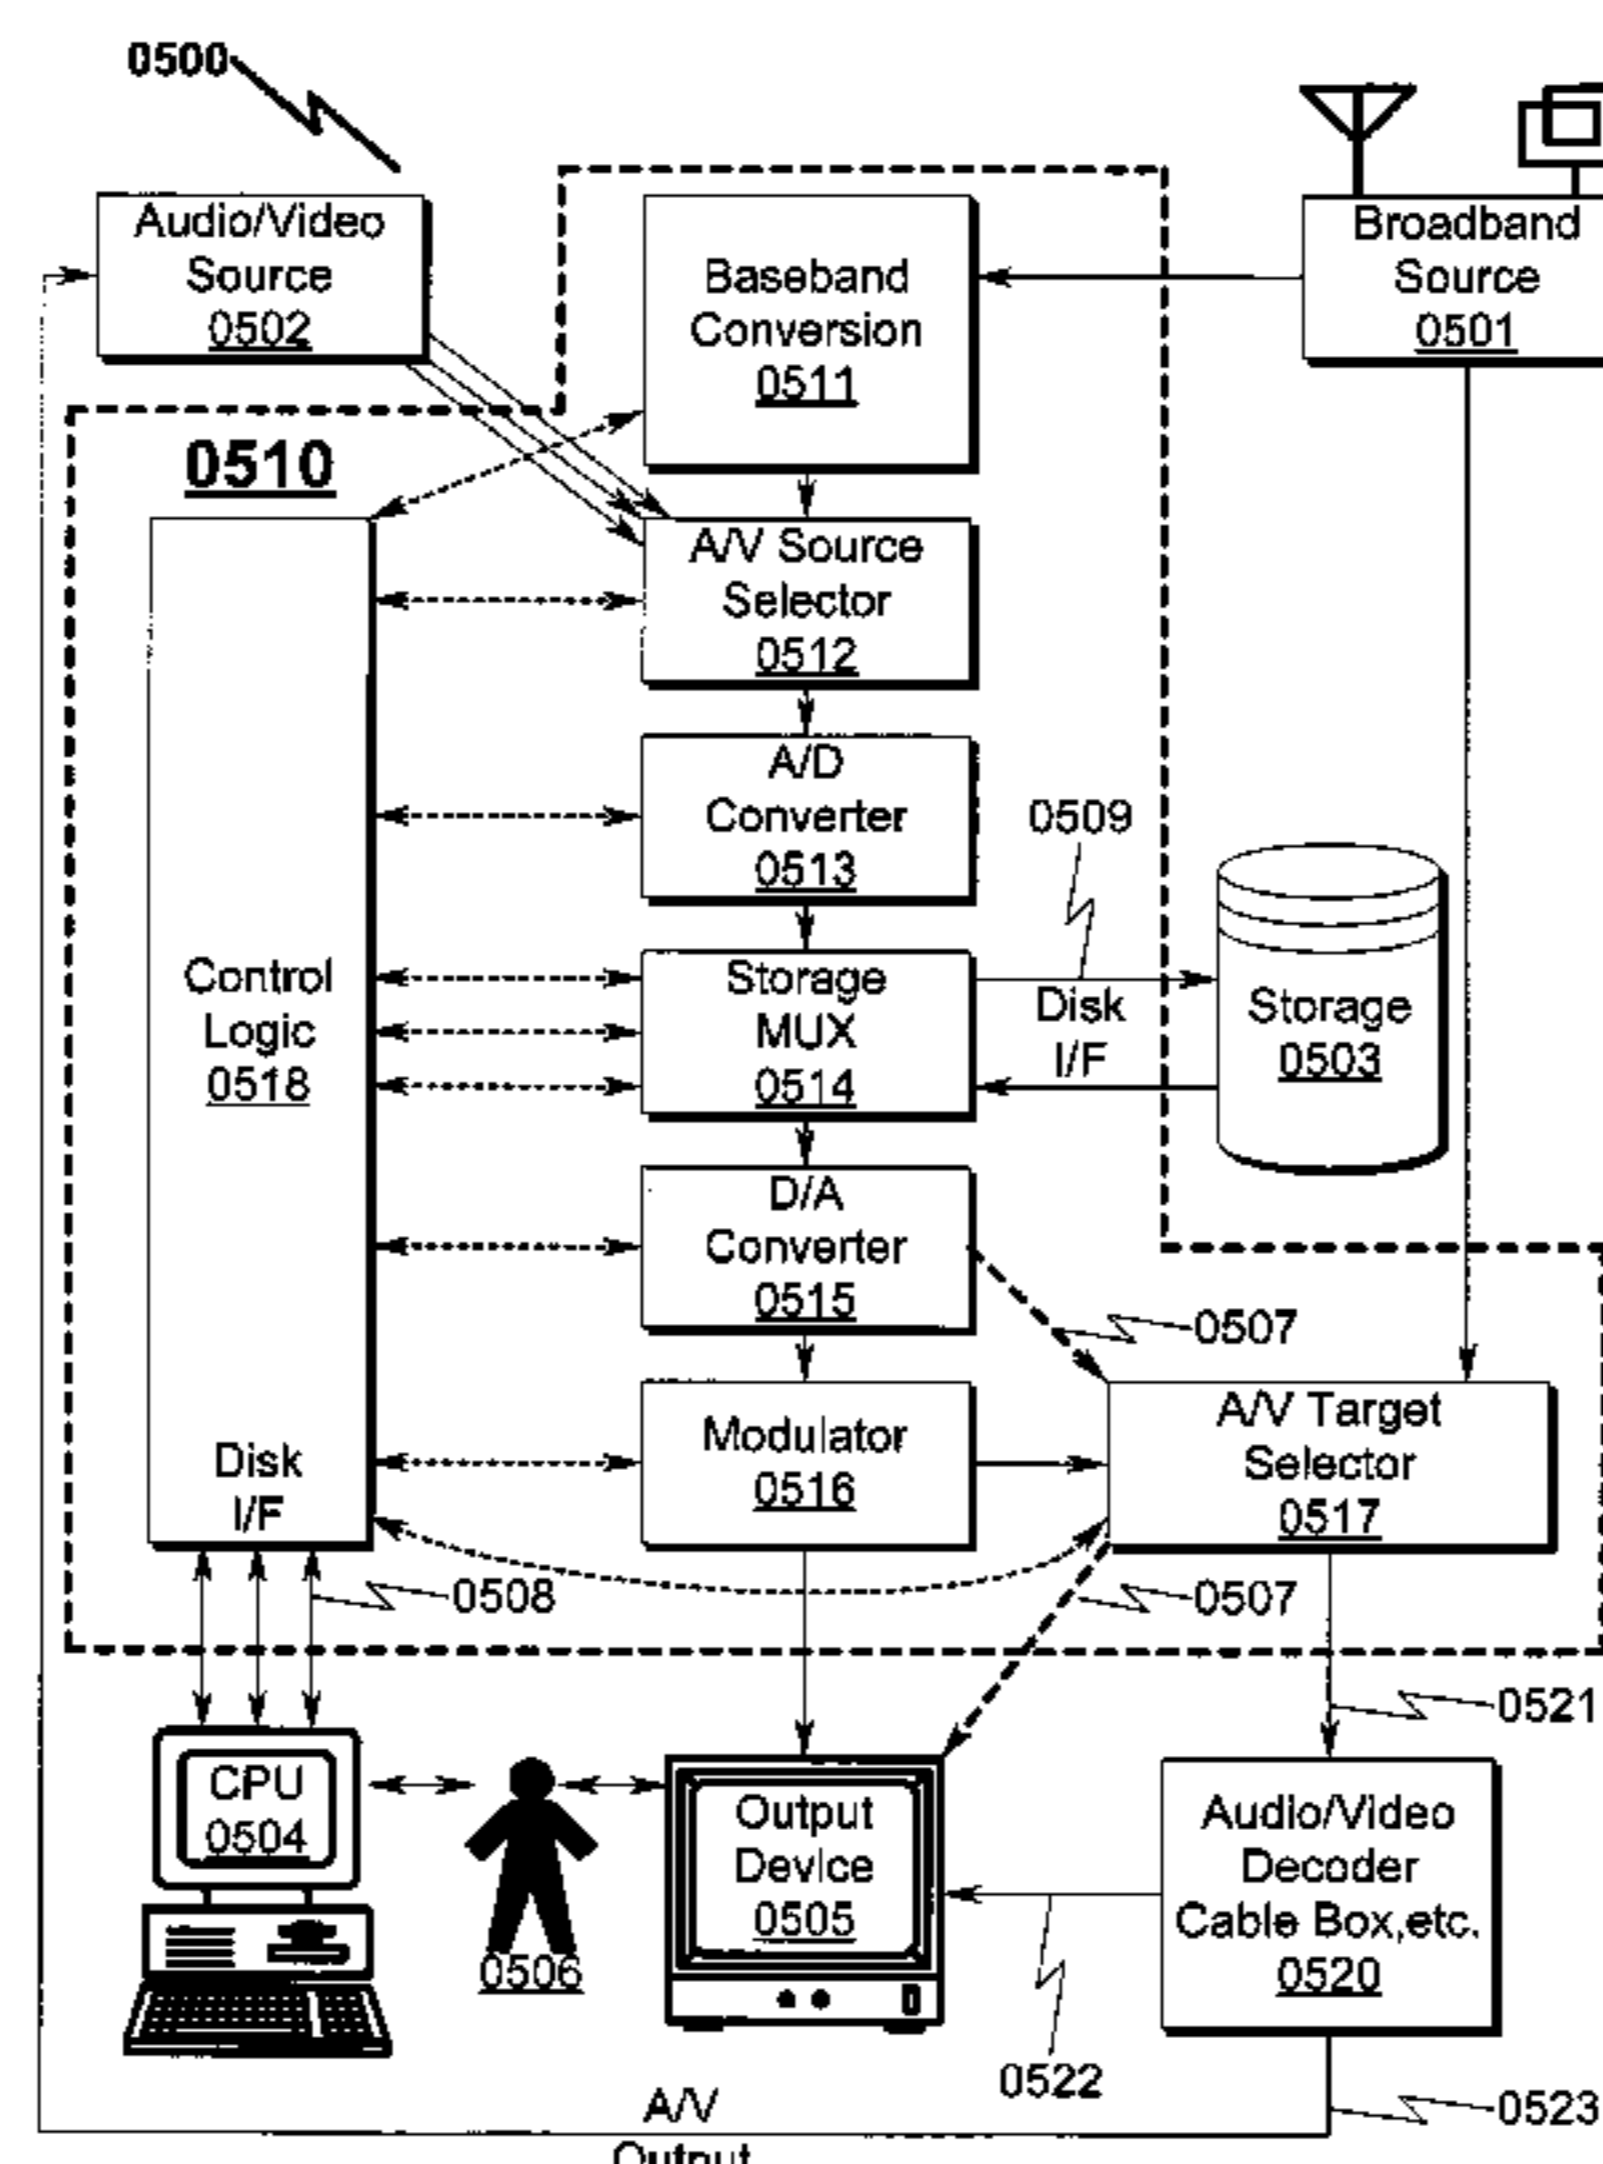 0500
Audio/Video
Source
0502
Baseband
Conversion
0511
Broadband
Source
0501
0510
A/V Source
Selector
0512
A/D
Converter
0513
0509
Control
Logic
0518
Storage
MUX
0514
Disk
I/F
Storage
0503
D/A
Converter
0515
0507
Disk
I/F
Modulator
0516
A/V Target
Selector
0517
0508
0507
0521
CPU
0504
0506
Output
Device
0505
Audio/Video
Decoder
Cable Box,etc.
0520
0522
0523
A/V
Output